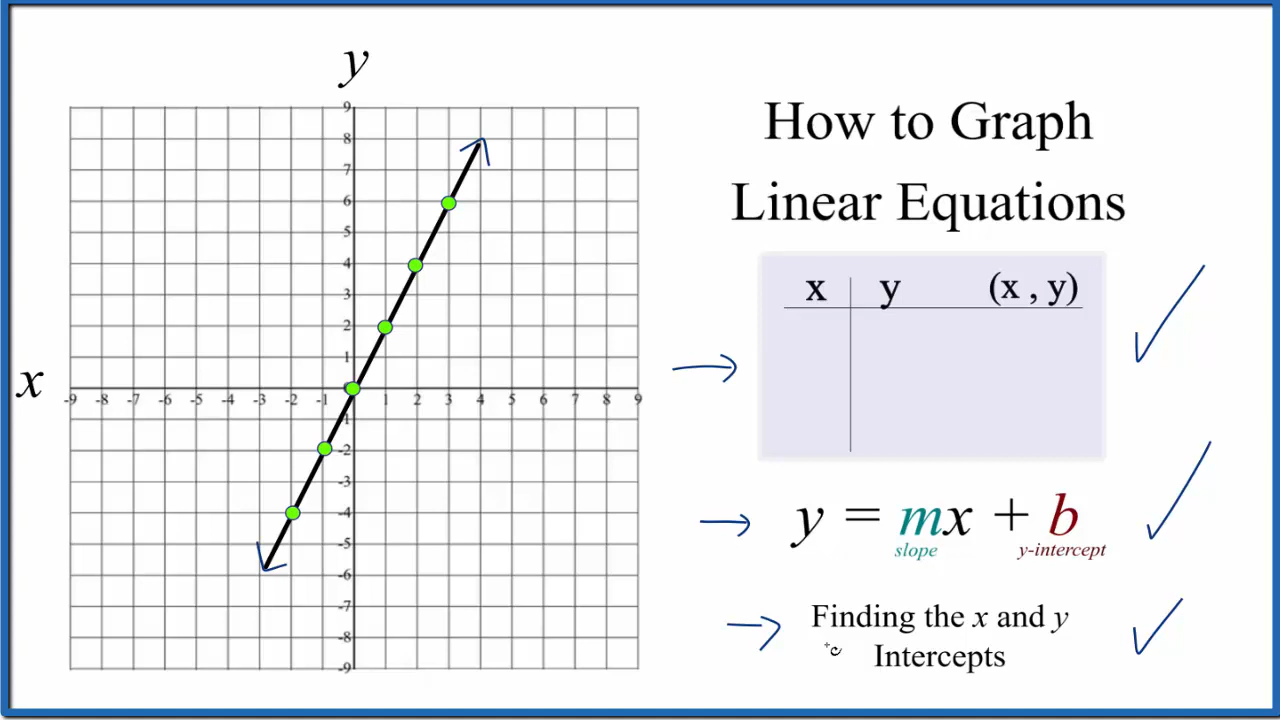 y
9
8
7
6
5
4
3
2
1
x
-9 -8 -7 -6 -5 -4 -3 -2 -1 0 1 2 3 4 5 6 7 8 9
1
-2
-3
-4
-5
-6
-7
-8
-9
How to Graph
Linear Equations
x y (x , y)
y = mx + b
slope y-intercept
Finding the x and y
Intercepts